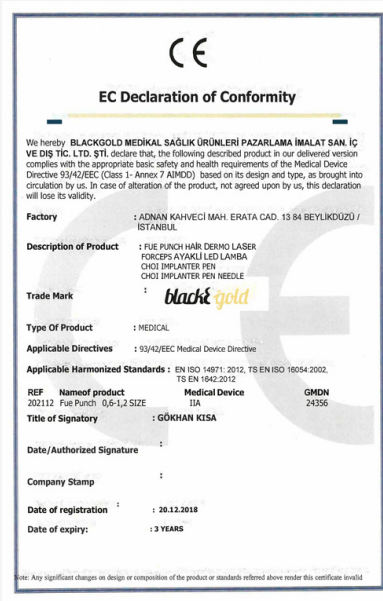 CE
EC Declaration of Conformity
We hereby BLACKGOLD MEDİKAL SAĞLIK ÜRÜNLERİ PAZARLAMA İMALAT SAN. İÇ
VE DIŞ TİC. LTD. ŞTİ. declare that, the following described product in our delivered version
complies with the appropriate basic safety and health requirements of the Medical Device
Directive 93/42/EEC (Class 1- Annex 7 AIMDD) based on its design and type, as brought into
circulation by us. In case of alteration of the product, not agreed upon by us, this declaration
will lose its validity.
Factory : ADNAN KAHVECİ MAH. ERATA CAD. 13 84 BEYLİKDÜZÜ /
İSTANBUL
Description of Product : FUE PUNCH HAİR DERMO LASER
FORCEPS AYAKLİ LED LAMBA
CHOI IMPLANTER PEN
CHOI IMPLANTER PEN NEEDLE
Trade Mark : black& gold
Type Of Product : MEDICAL
Applicable Directives : 93/42/EEC Medical Device Directive
Applicable Harmonized Standards : EN ISO 14971: 2012, TS EN ISO 16054:2002,
TS EN 1642:2012
REF Nameof product Medical Device GMDN
202112 Fue Punch 0,6-1,2 SIZE IIA 24356
Title of Signatory : GÖKHAN KISA
Date/Authorized Signature :
Company Stamp :
Date of registration : : 20.12.2018
Date of expiry: : 3 YEARS
Note: Any significant changes on design or composition of the product or standards referred above render this certificate invalid